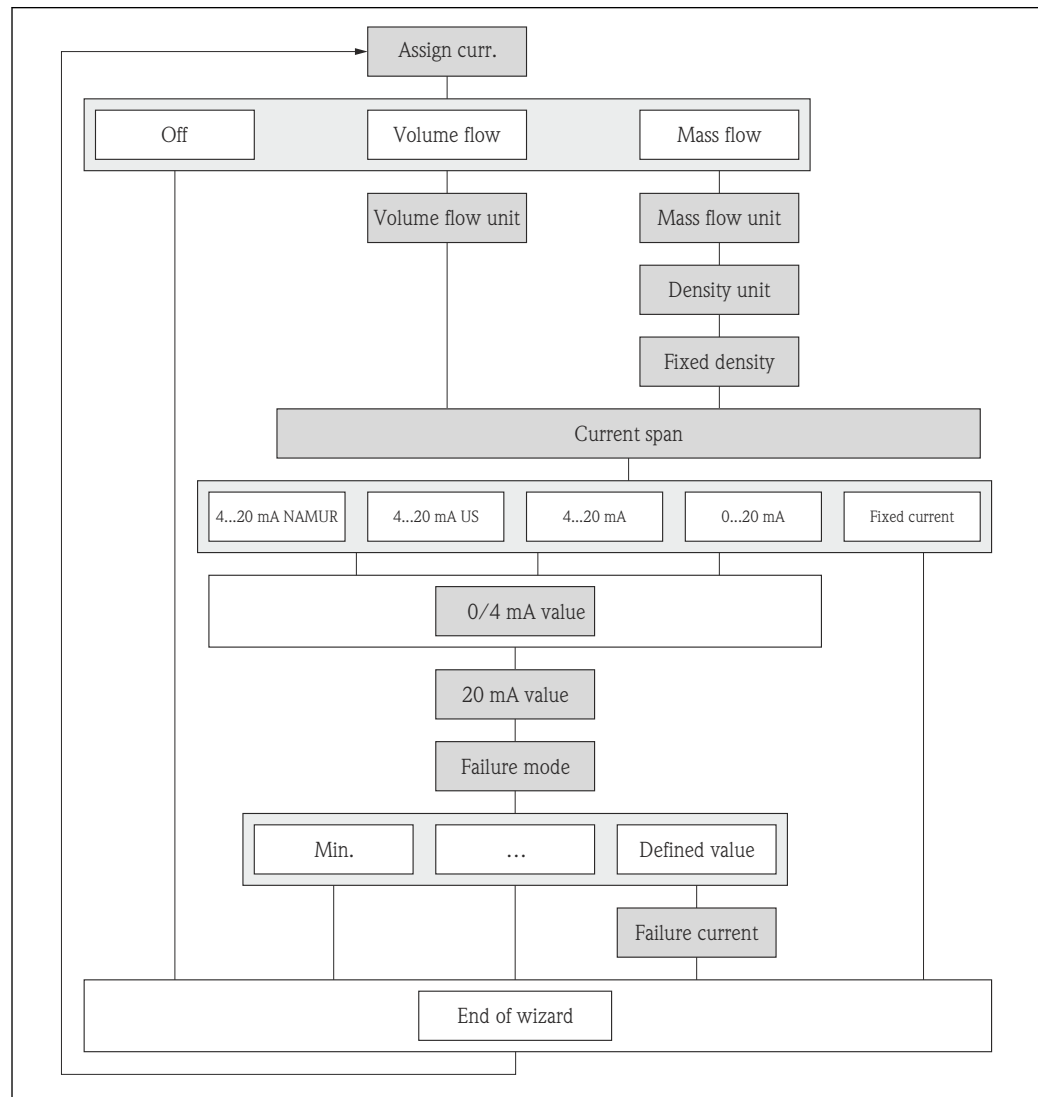 Assign curr.
Off
Volume flow
Mass flow
Volume flow unit
Mass flow unit
Density unit
Fixed density
Current span
4...20 mA NAMUR
4...20 mA US
4...20 mA
0...20 mA
Fixed current
0/4 mA value
20 mA value
Failure mode
Min.
...
Defined value
Failure current
End of wizard